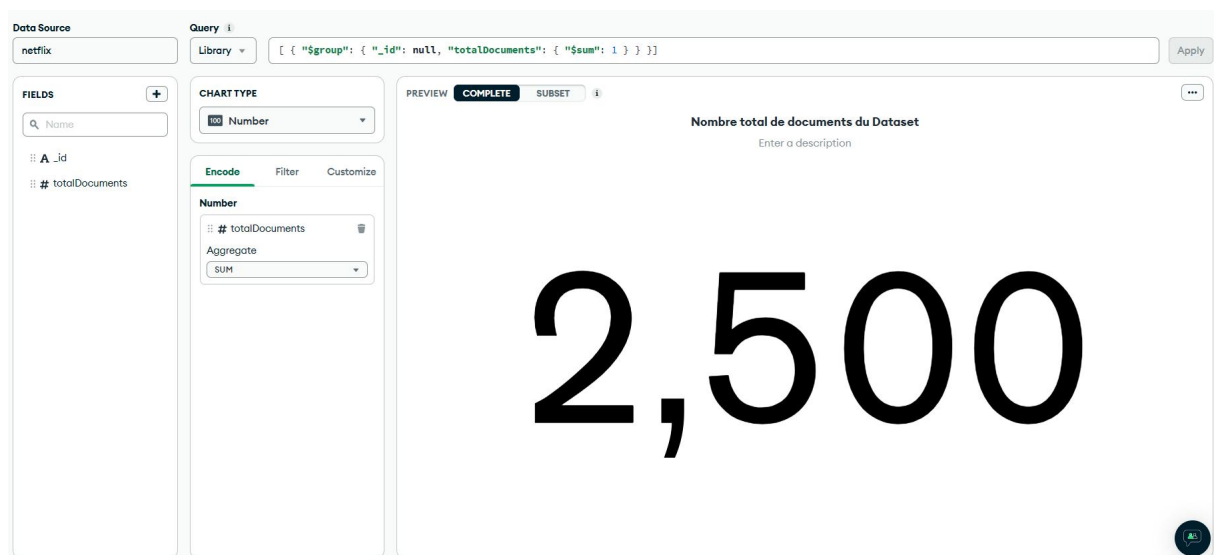 Data Source
netflix
Query i
Library
[ { "$group": { "_id": null, "totalDocuments": { "$sum": 1 } } }]
Apply
FIELDS
+
Name
A _id
# totalDocuments
CHART TYPE
100 Number
Encode Filter Customize
Number
# totalDocuments
Aggregate
SUM
PREVIEW COMPLETE SUBSET i
...
Nombre total de documents du Dataset
Enter a description
2,500